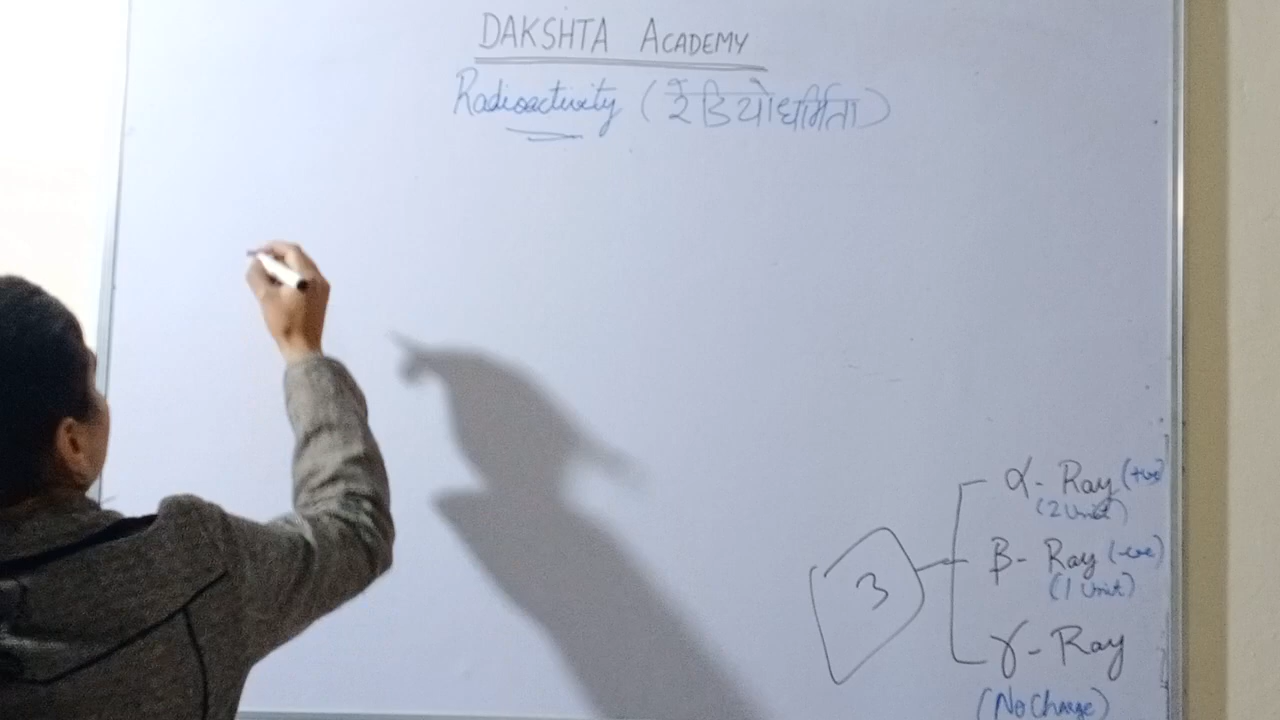 DAKSHTA ACADEMY
Radioactivity (रेडियोधर्मिता)
α- Ray (+ve)
(2 Unit)
3
β- Ray (-ve)
(1 Unit)
γ- Ray
(No Charge)